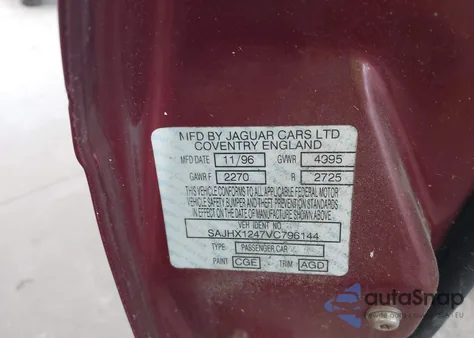 MFD BY JAGUAR CARS LTD
COVENTRY ENGLAND
MFD DATE 11/96 GVWR 4995
GAWR F 2270 R 2725
THIS VEHICLE CONFORMS TO ALL APPLICABLE FEDERAL MOTOR
VEHICLE SAFETY BUMPER AND THEFT PREVENTION STANDARDS
IN EFFECT ON THE DATE OF MANUFACTURE SHOWN ABOVE.
VEH IDENT NO.
SAJHX1247VC796144
TYPE: PASSENGER CAR
PAINT CGE TRIM AGD
autoSnap